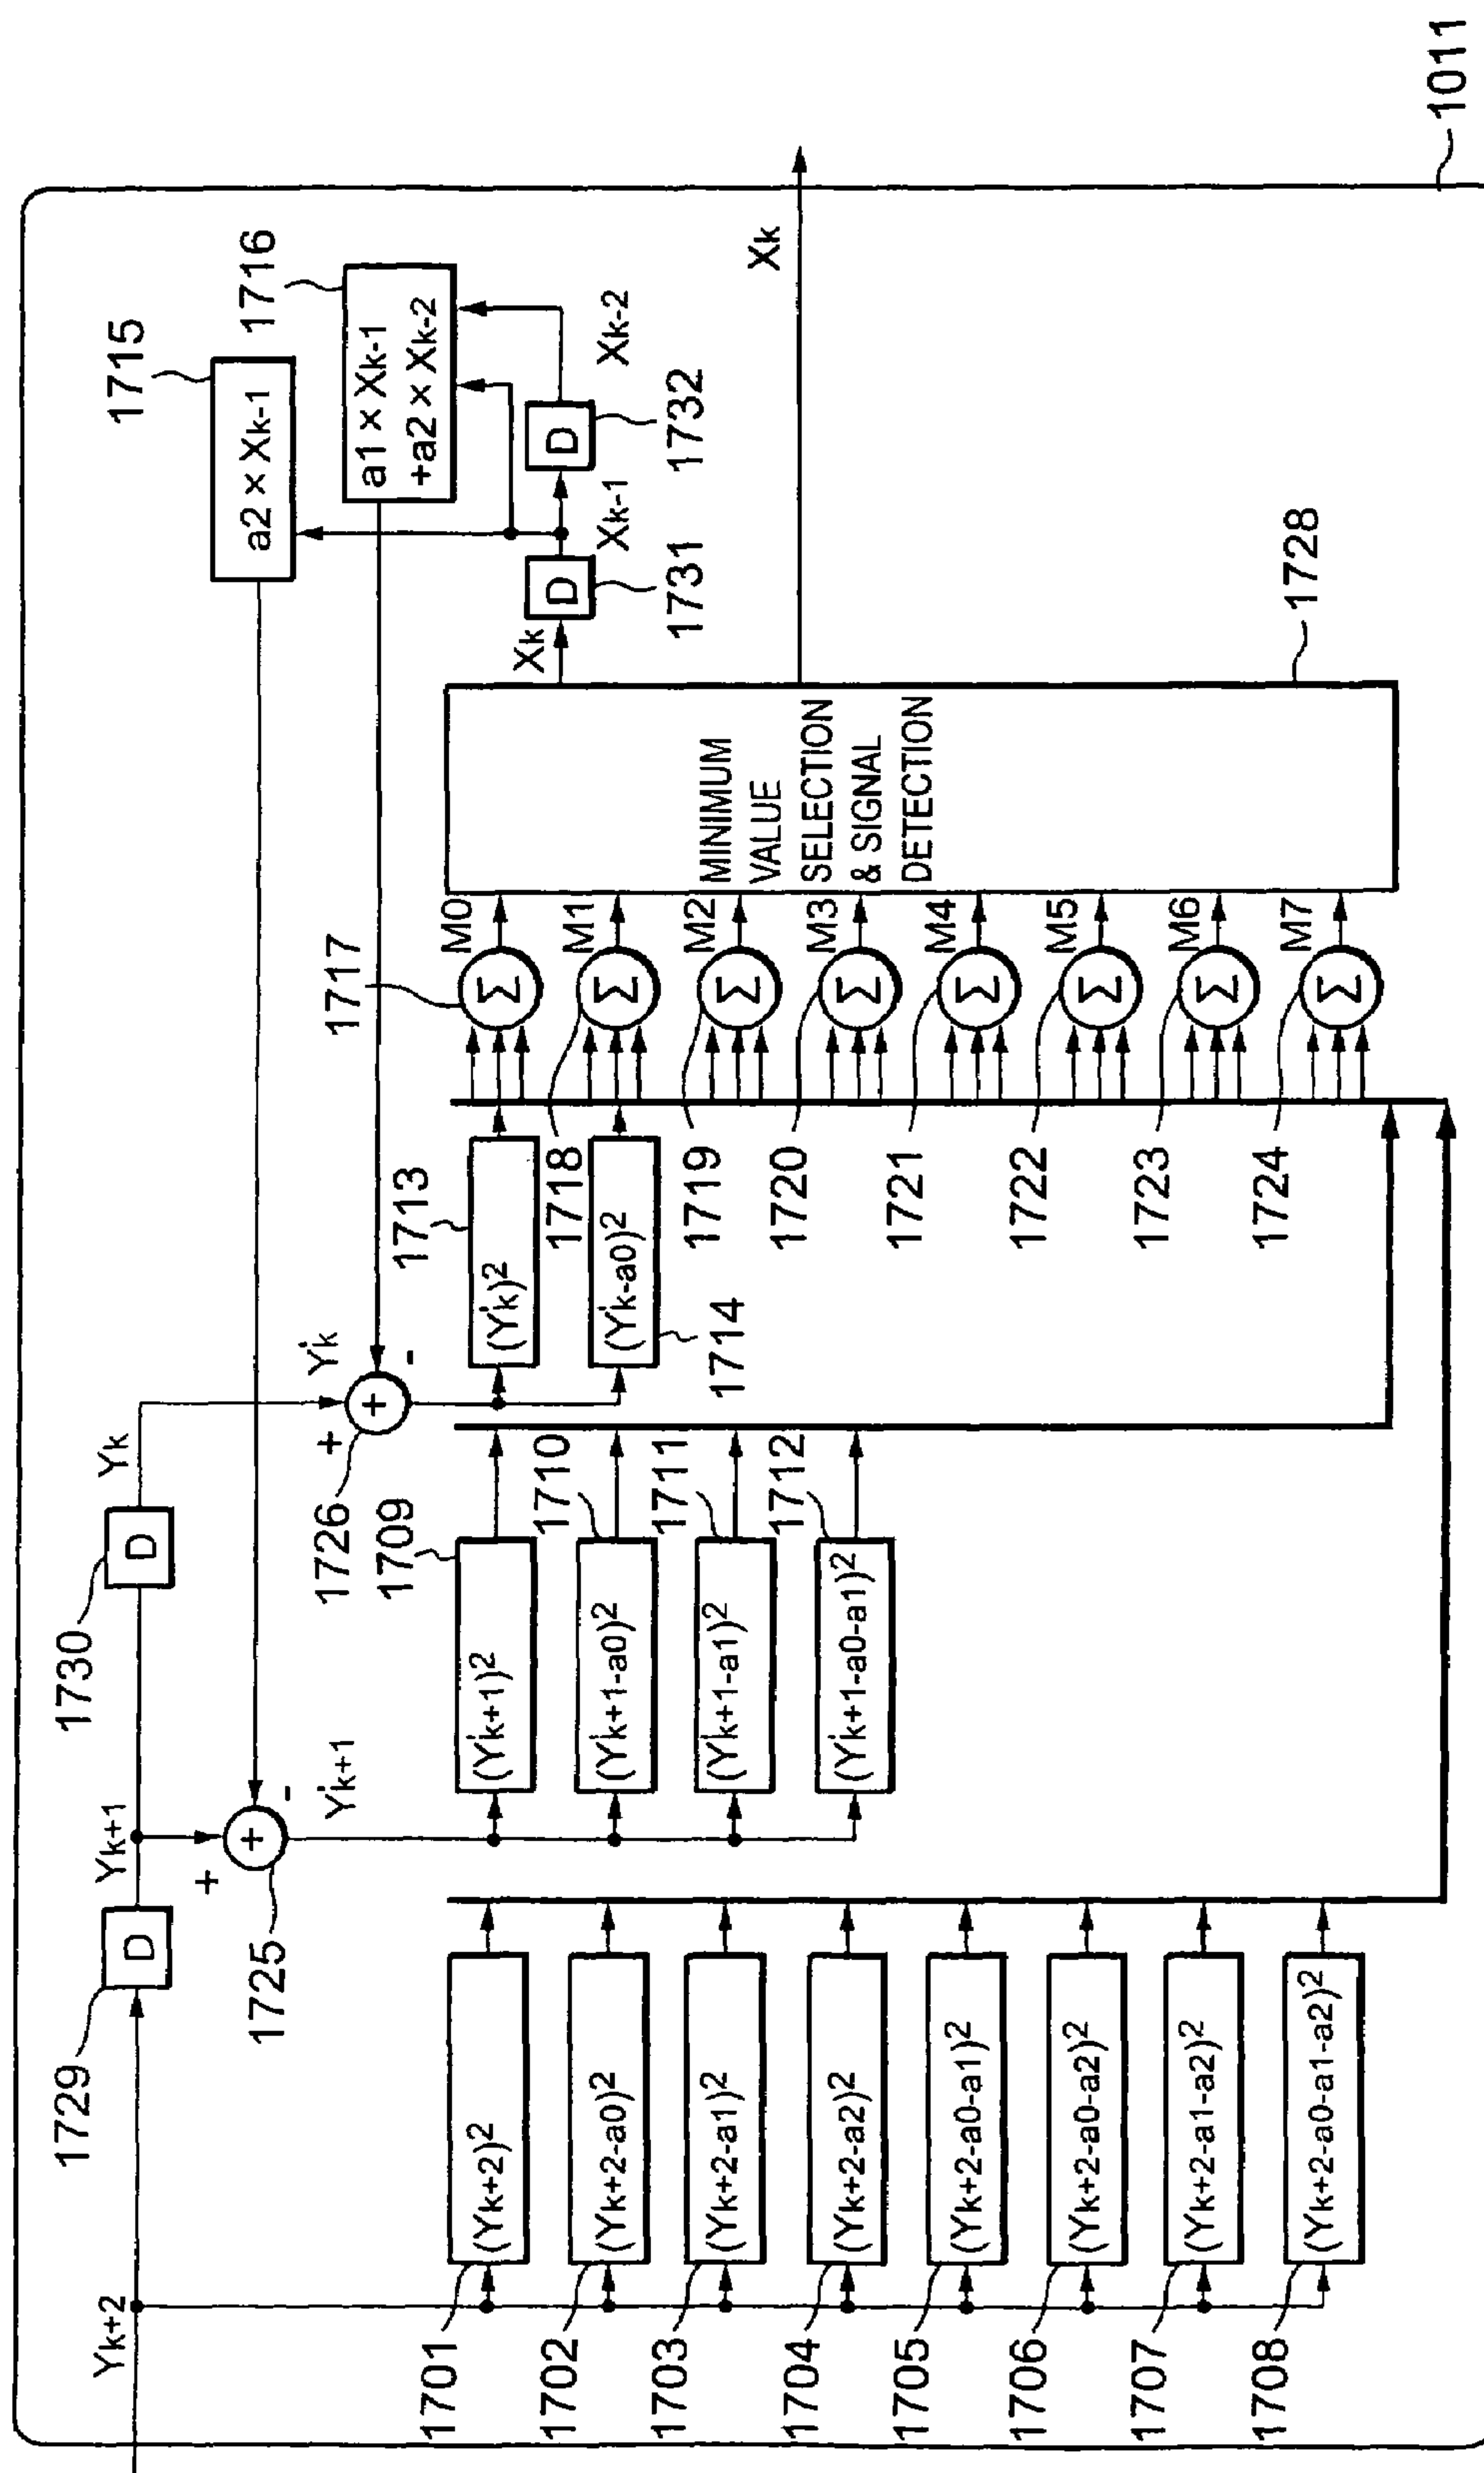 1011
Yk+2
1729
D
Yk+1
1730
D
Yk
1715
a2 × Xk-1
1716
a1 × Xk-1
+a2 × Xk-2
+
-
1725
Y'k+1
+
-
1726
Y'k
1717
Xk
D
1731
Xk-1
D
1732
Xk-2
1701
(Yk+2)²
1702
(Yk+2-a0)²
1703
(Yk+2-a1)²
1704
(Yk+2-a2)²
1705
(Yk+2-a0-a1)²
1706
(Yk+2-a0-a2)²
1707
(Yk+2-a1-a2)²
1708
(Yk+2-a0-a1-a2)²
1709
(Y'k+1)²
1710
(Y'k+1-a0)²
1711
(Y'k+1-a1)²
1712
(Y'k+1-a0-a1)²
1713
(Y'k)²
1714
(Y'k-a0)²
1718
1719
1720
1721
1722
1723
1724
Σ M0
Σ M1
Σ M2
Σ M3
Σ M4
Σ M5
Σ M6
Σ M7
MINIMUM
VALUE
SELECTION
& SIGNAL
DETECTION
1728
Xk